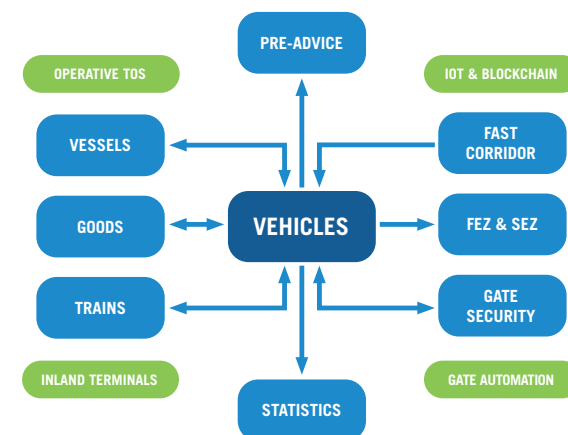 PRE-ADVICE
OPERATIVE TOS
IOT & BLOCKCHAIN
VESSELS
FAST
CORRIDOR
GOODS
VEHICLES
FEZ & SEZ
TRAINS
GATE
SECURITY
INLAND TERMINALS
GATE AUTOMATION
STATISTICS